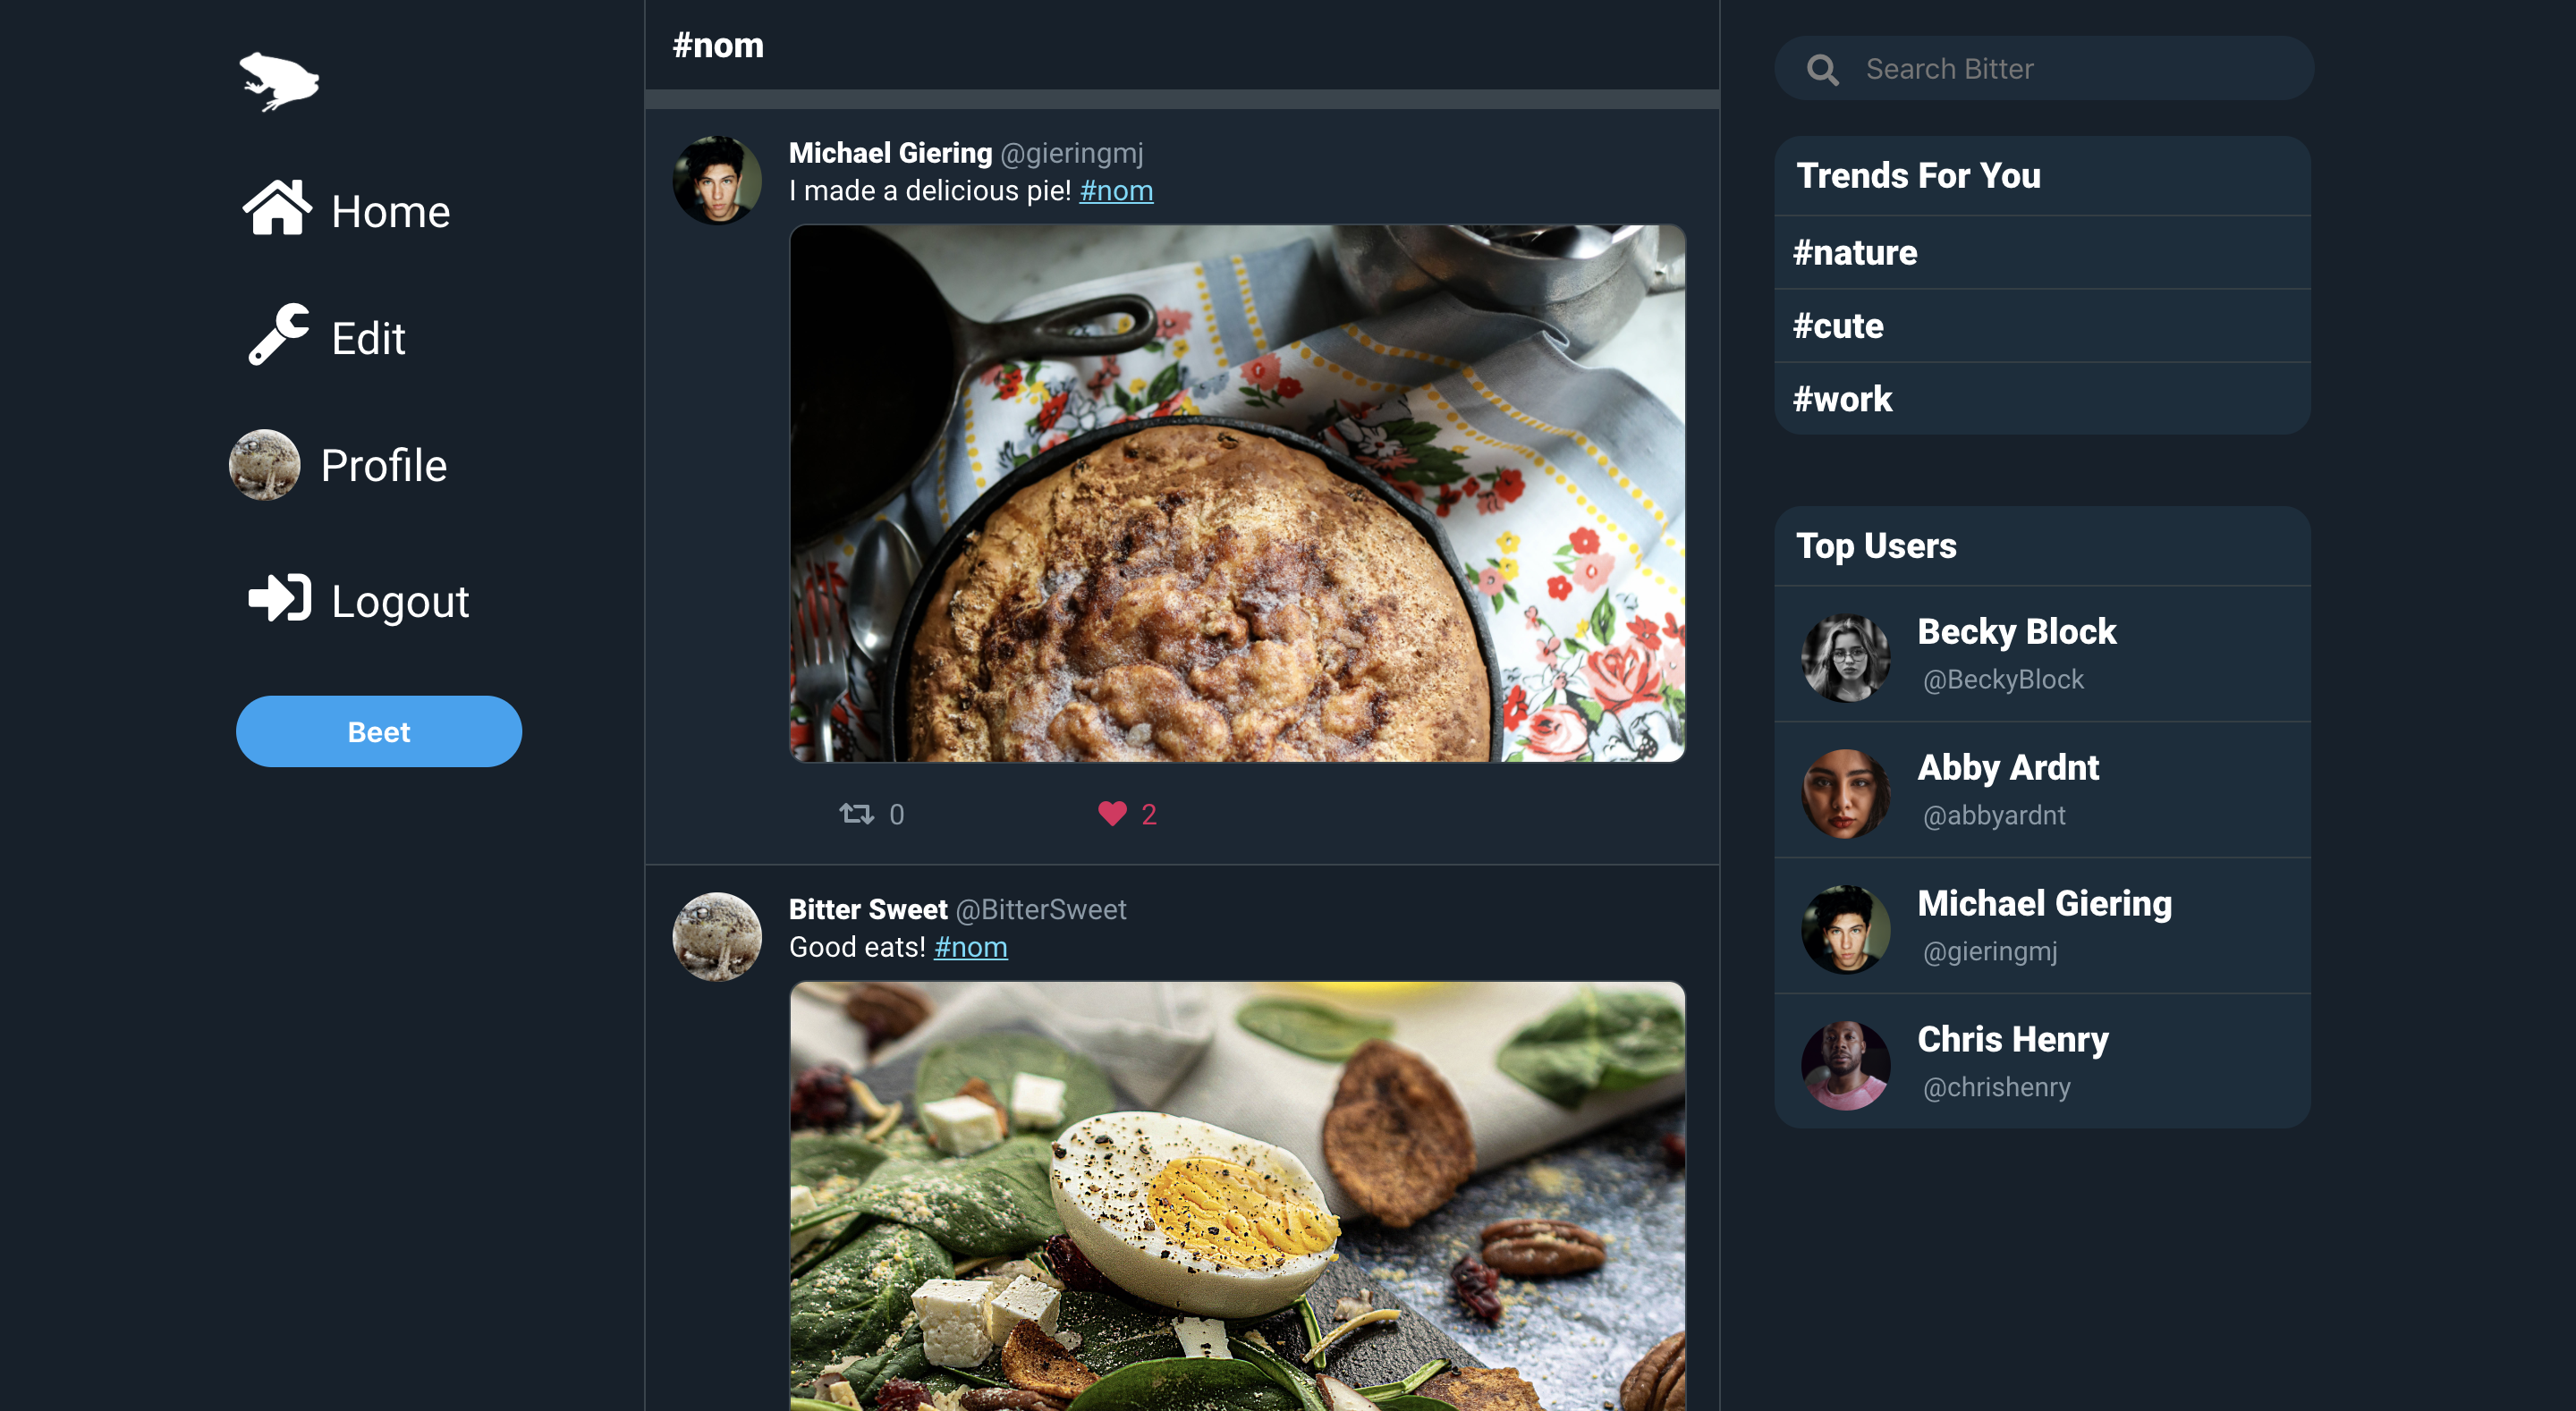 Home
Edit
Profile
Logout
Beet
#nom
Michael Giering @gieringmj
I made a delicious pie! #nom
0
2
Bitter Sweet @BitterSweet
Good eats! #nom
Search Bitter
Trends For You
#nature
#cute
#work
Top Users
Becky Block
@BeckyBlock
Abby Ardnt
@abbyardnt
Michael Giering
@gieringmj
Chris Henry
@chrishenry